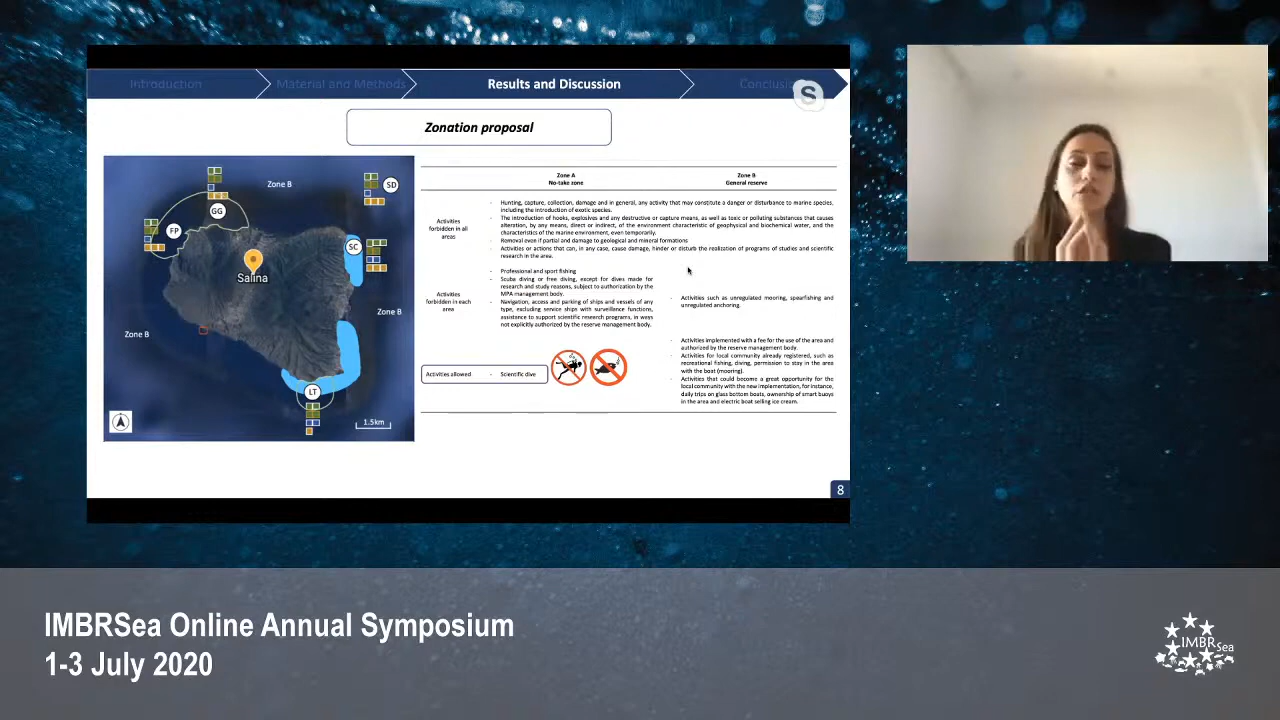 Introduction
Material and Methods
Results and Discussion
S
Zonation proposal
Zone B
SD
GG
FP
SC
Salina
Zone B
Zone B
LT
1.5km
Zone A
No-take zone
Zone B
General reserve
Activities
forbidden in all
areas
- Hunting, capture, collection, damage and in general, any activity that may constitute a danger or disturbance to marine species,
including the introduction of exotic species.
- The introduction of hooks, explosives and any destructive or capture means, as well as toxic or polluting substances that causes
alteration, by any means, direct or indirect, of the environment characteristic of geophysical and biochemical water, and the
characteristics of the marine environment, even temporarily.
- Removal even if partial and damage to geological and mineral formations
- Activities or actions that can, in any case, cause damage, hinder or disturb the realization of programs of studies and scientific
research in the area.
Activities
forbidden in each
area
- Professional and sport fishing
- Scuba diving or free diving, except for dives made for
research and study reasons, subject to authorization by the
MPA management body.
- Navigation, access and parking of ships and vessels of any
type, excluding service ships with surveillance functions,
assistance to support scientific research programs, in ways
not explicitly authorized by the reserve management body.
- Activities such as unregulated mooring, spearfishing and
unregulated anchoring.
Activities allowed
- Scientific dive
- Activities implemented with a fee for the use of the area and
authorized by the reserve management body.
- Activities for local community already registered, such as
recreational fishing, diving, permission to stay in the area
with the boat (mooring).
- Activities that could become a great opportunity for the
local community with the new implementation, for instance,
daily trips on glass bottom boats, ownership of smart buoys
in the area and electric boat selling ice cream.
8
IMBRSea Online Annual Symposium
1-3 July 2020
IMBRSea